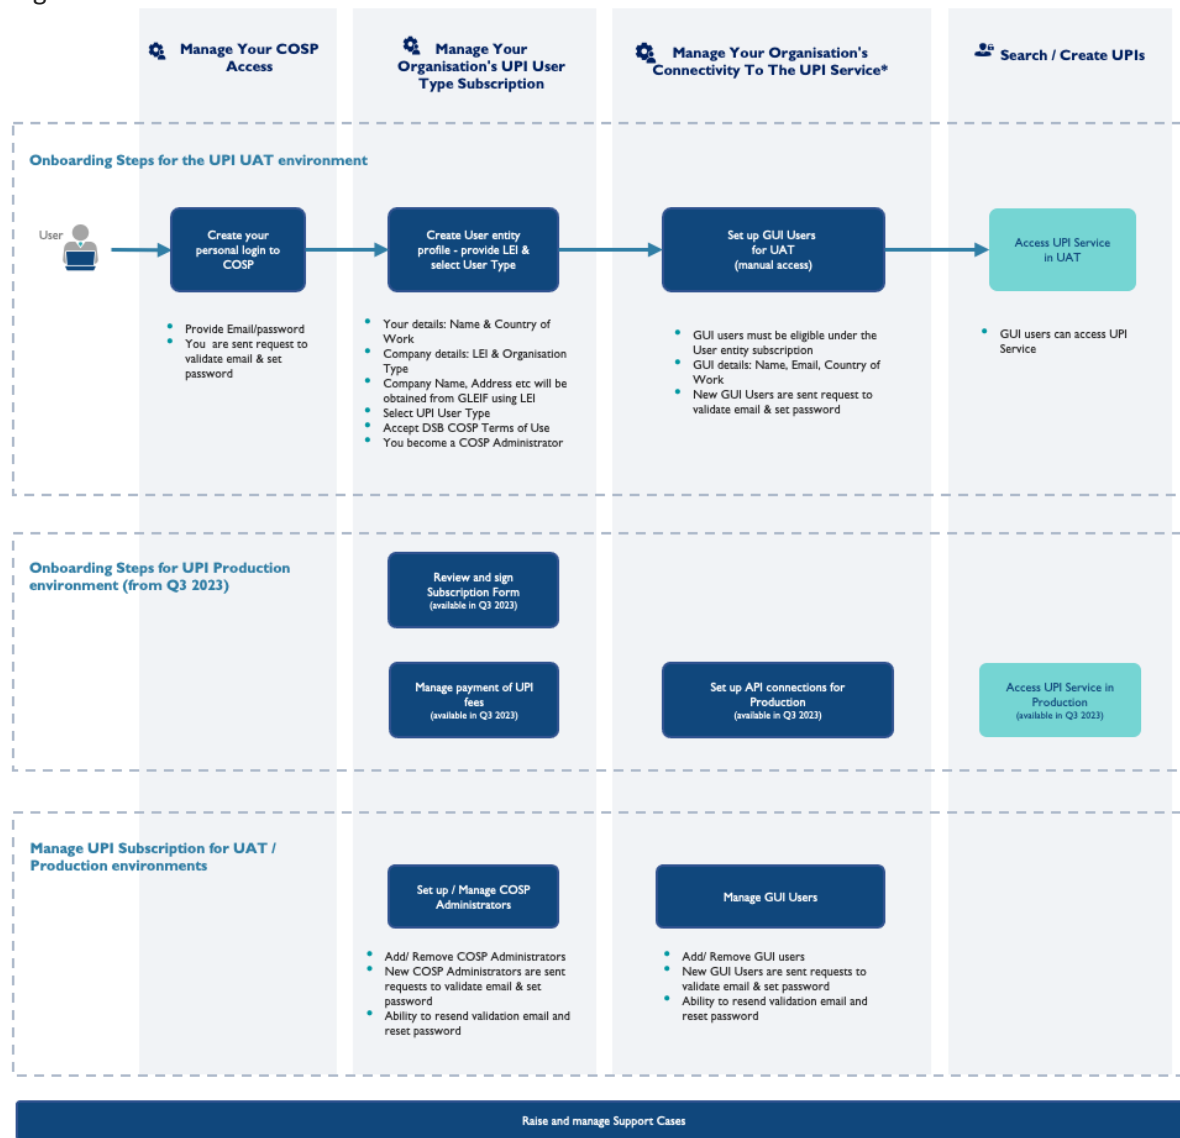 Manage Your COSP
Access
Manage Your
Organisation's UPI User
Type Subscription
Manage Your Organisation's
Connectivity To The UPI Service*
Search / Create UPIs
Onboarding Steps for the UPI UAT environment
User
Create your
personal login to
COSP
Create User entity
profile - provide LEI &
select User Type
Set up GUI Users
for UAT
(manual access)
Access UPI Service
in UAT
Provide Email/password
You are sent request to
validate email & set
password
Your details: Name & Country of
Work
Company details: LEI & Organisation
Type
Company Name, Address etc will be
obtained from GLEIF using LEI
Select UPI User Type
Accept DSB COSP Terms of Use
You become a COSP Administrator
GUI users must be eligible under the
User entity subscription
GUI details: Name, Email, Country of
Work
New GUI Users are sent request to
validate email & set password
GUI users can access UPI
Service
Onboarding Steps for UPI Production
environment (from Q3 2023)
Review and sign
Subscription Form
(available in Q3 2023)
Manage payment of UPI
fees
(available in Q3 2023)
Set up API connections for
Production
(available in Q3 2023)
Access UPI Service in
Production
(available in Q3 2023)
Manage UPI Subscription for UAT /
Production environments
Set up / Manage COSP
Administrators
Manage GUI Users
Add/ Remove COSP Administrators
New COSP Administrators are sent
requests to validate email & set
password
Ability to resend validation email and
reset password
Add/ Remove GUI users
New GUI Users are sent requests to
validate email & set password
Ability to resend validation email and
reset password
Raise and manage Support Cases